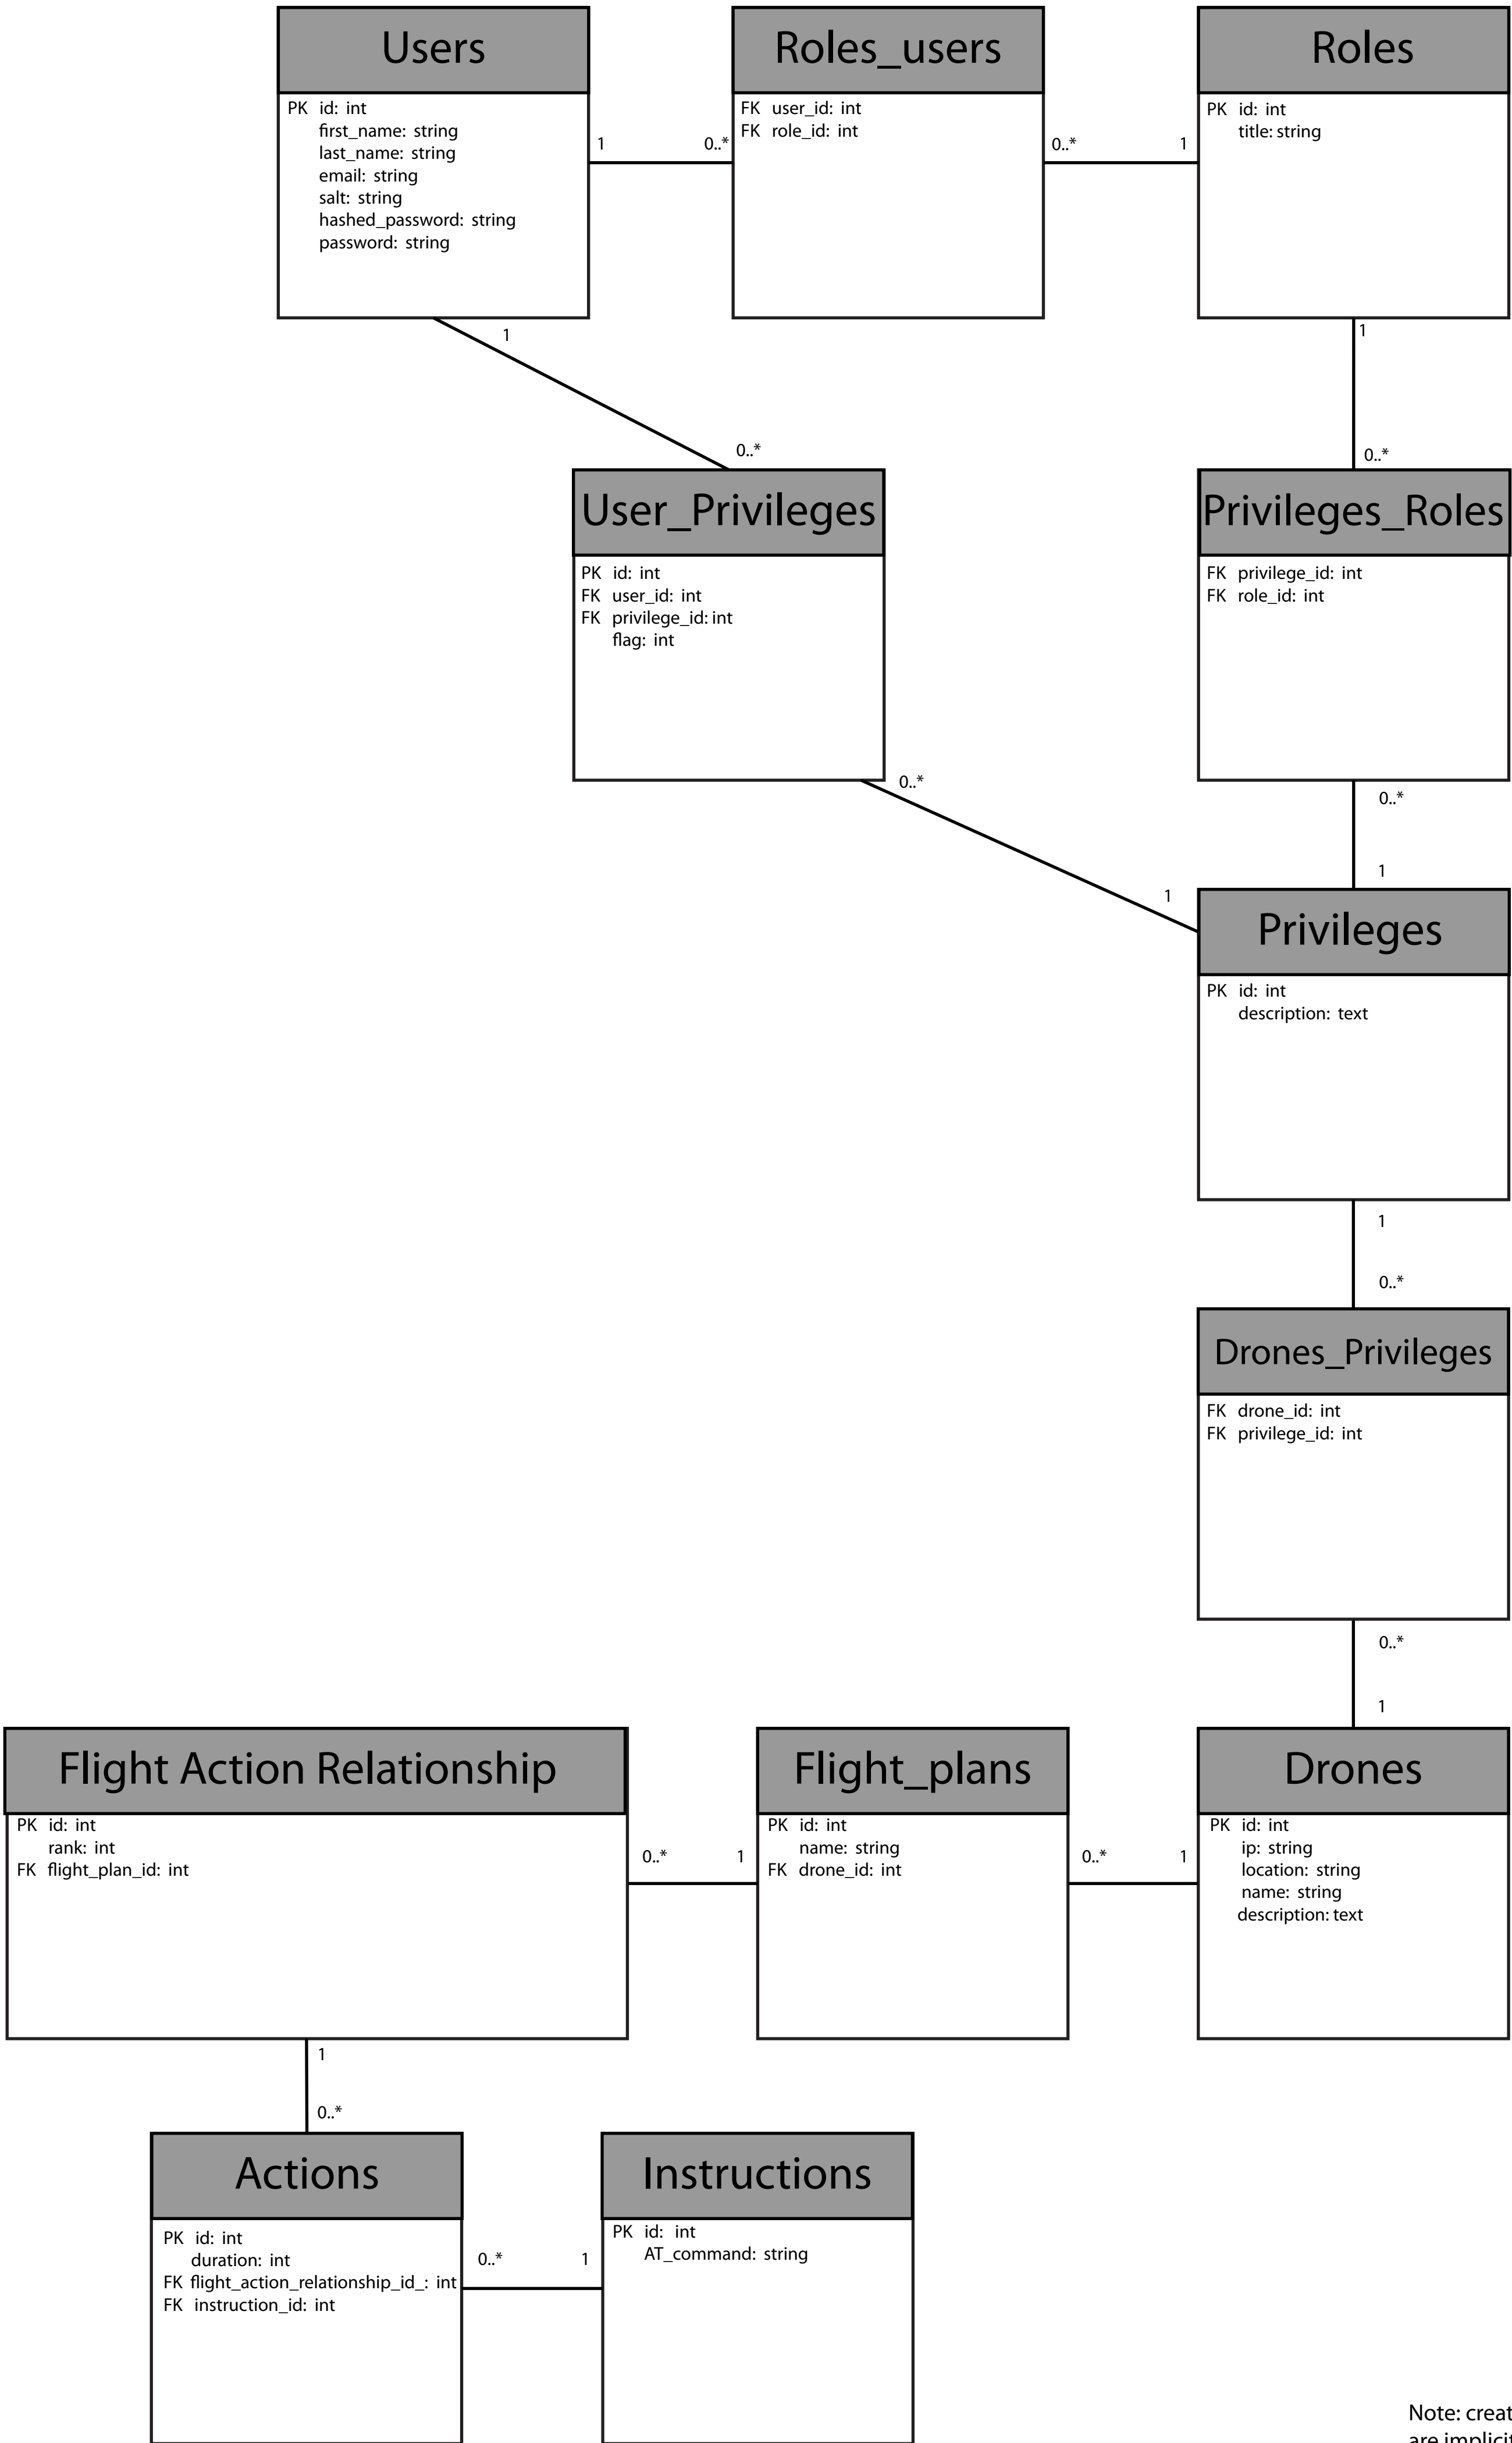 Users
PK id: int
first_name: string
last_name: string
email: string
salt: string
hashed_password: string
password: string
1
0..*
Roles_users
FK user_id: int
FK role_id: int
0..*
1
Roles
PK id: int
title: string
1
0..*
1
0..*
User_Privileges
PK id: int
FK user_id: int
FK privilege_id: int
flag: int
Privileges_Roles
FK privilege_id: int
FK role_id: int
0..*
1
0..*
1
Privileges
PK id: int
description: text
1
0..*
Drones_Privileges
FK drone_id: int
FK privilege_id: int
0..*
1
Flight Action Relationship
PK id: int
rank: int
FK flight_plan_id: int
0..*
1
Flight_plans
PK id: int
name: string
FK drone_id: int
0..*
1
Drones
PK id: int
ip: string
location: string
name: string
description: text
1
0..*
Actions
PK id: int
duration: int
FK flight_action_relationship_id_: int
FK instruction_id: int
0..*
1
Instructions
PK id: int
AT_command: string
Note:
are